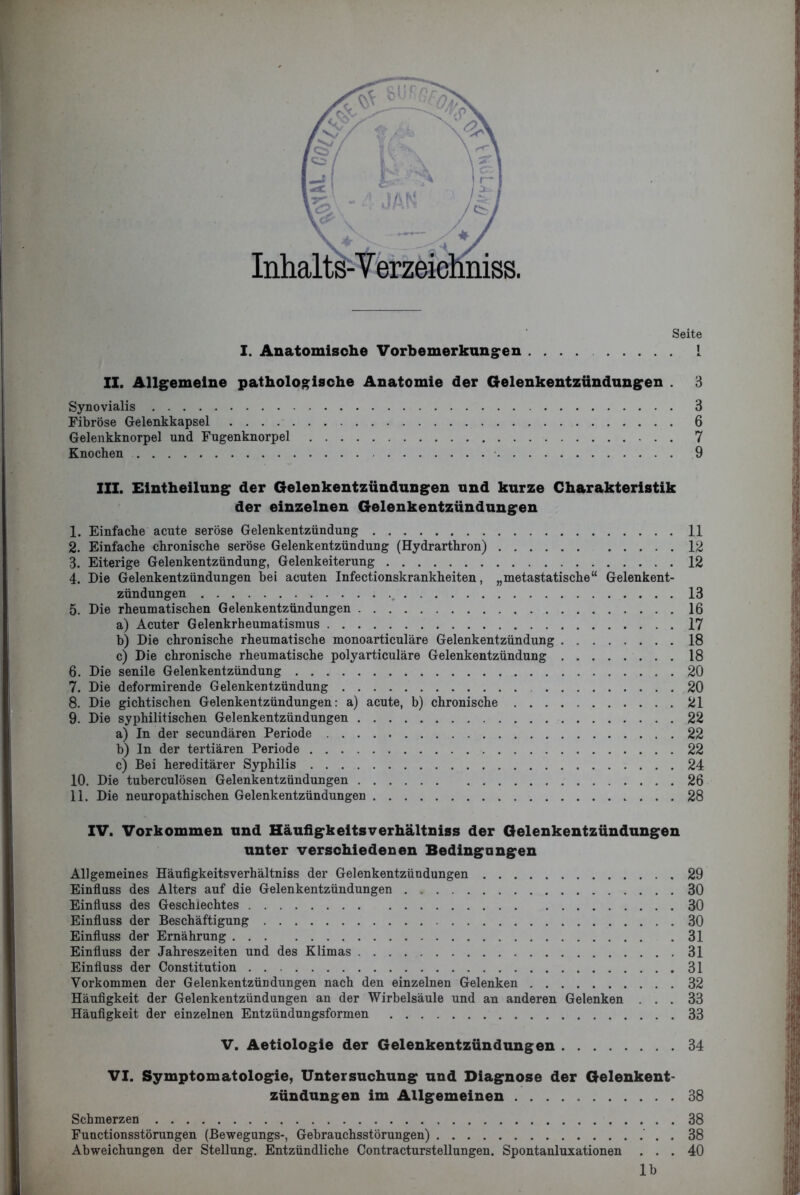 ROYAL COLLEGE OF SURGEONS OF ENGLAND
JAN
Inhalts-Verzeichniss.
Seite
I. Anatomische Vorbemerkungen . . . . . . . . . . 1
II. Allgemeine pathologische Anatomie der Gelenkentzündungen . 3
Synovialis . . . . . . . . . . 3
Fibröse Gelenkkapsel . . . . . . . . . . 6
Gelenkknorpel und Fugenknorpel . . . . . . . . . . 7
Knochen . . . . . . . . . . 9
III. Eintheilung der Gelenkentzündungen und kurze Charakteristik
der einzelnen Gelenkentzündungen
1. Einfache acute seröse Gelenkentzündung . . . . . . . . . . 11
2. Einfache chronische seröse Gelenkentzündung (Hydrarthron) . . . . . . . . . . 12
3. Eiterige Gelenkentzündung, Gelenkeiterung . . . . . . . . . . 12
4. Die Gelenkentzündungen bei acuten Infectionskrankheiten, „metastatische“ Gelenkent-
zündungen . . . . . . . . . . 13
5. Die rheumatischen Gelenkentzündungen . . . . . . . . . . 16
a) Acuter Gelenkrheumatismus . . . . . . . . . . 17
b) Die chronische rheumatische monoarticuläre Gelenkentzündung . . . . . . . . 18
c) Die chronische rheumatische polyarticuläre Gelenkentzündung . . . . . . . . 18
6. Die senile Gelenkentzündung . . . . . . . . . . 20
7. Die deformirende Gelenkentzündung . . . . . . . . . . 20
8. Die gichtischen Gelenkentzündungen: a) acute, b) chronische . . . . . . . . . . 21
9. Die syphilitischen Gelenkentzündungen . . . . . . . . . . 22
a) In der secundären Periode . . . . . . . . . . 22
b) In der tertiären Periode . . . . . . . . . . 22
c) Bei hereditärer Syphilis . . . . . . . . . . 24
10. Die tuberculösen Gelenkentzündungen . . . . . . . . . . 26
11. Die neuropathischen Gelenkentzündungen . . . . . . . . . . 28
IV. Vorkommen und Häufigkeitsverhältniss der Gelenkentzündungen
unter verschiedenen Bedingungen
Allgemeines Häufigkeitsverhältniss der Gelenkentzündungen . . . . . . . . . . 29
Einfluss des Alters auf die Gelenkentzündungen . . . . . . . . . . 30
Einfluss des Geschlechtes . . . . . . . . . . 30
Einfluss der Beschäftigung . . . . . . . . . . 30
Einfluss der Ernährung . . . . . . . . . . 31
Einfluss der Jahreszeiten und des Klimas . . . . . . . . . . 31
Einfluss der Constitution . . . . . . . . . . 31
Vorkommen der Gelenkentzündungen nach den einzelnen Gelenken . . . . . . . . . . 32
Häufigkeit der Gelenkentzündungen an der Wirbelsäule und an anderen Gelenken . . . 33
Häufigkeit der einzelnen Entzündungsformen . . . . . . . . . . 33
V. Aetiologie der Gelenkentzündungen . . . . . . . . 34
VI. Symptomatologie, Untersuchung und Diagnose der Gelenkent-
zündungen im Allgemeinen . . . . . . . . . . 38
Schmerzen . . . . . . . . . . 38
Functionsstörungen (Bewegungs-, Gebrauchsstörungen) . . . . . . . . . . 38
Abweichungen der Stellung. Entzündliche Contracturstellungen. Spontanluxationen . . . 40
1b